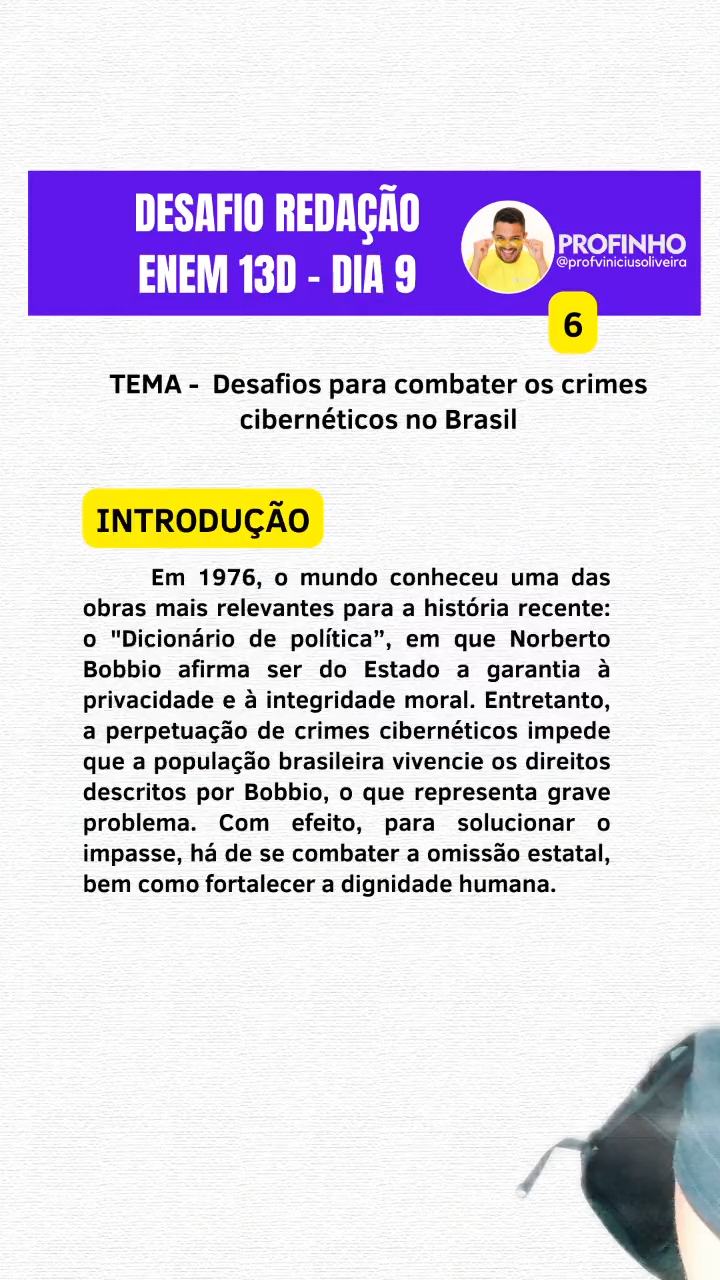 DESAFIO REDAÇÃO
ENEM 13D - DIA 9
PROFINHO
@profviniciusoliveira
6
TEMA - Desafios para combater os crimes
cibernéticos no Brasil
INTRODUÇÃO
Em 1976, o mundo conheceu uma das
obras mais relevantes para a história recente:
o "Dicionário de política”, em que Norberto
Bobbio afirma ser do Estado a garantia à
privacidade e à integridade moral. Entretanto,
a perpetuação de crimes cibernéticos impede
que a população brasileira vivencie os direitos
descritos por Bobbio, o que representa grave
problema. Com efeito, para solucionar o
impasse, há de se combater a omissão estatal,
bem como fortalecer a dignidade humana.